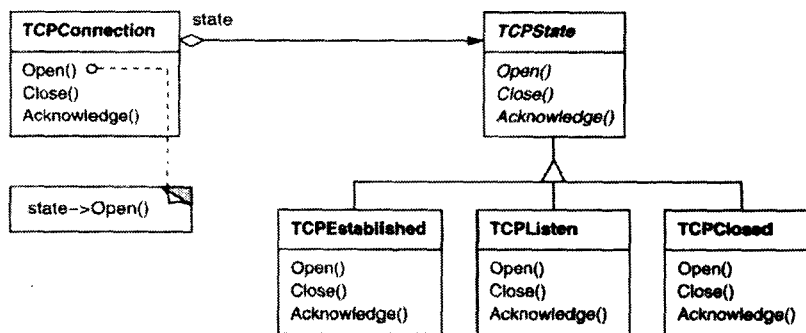 state
TCPConnection
Open()
Close()
Acknowledge()
state->Open()
TCPState
Open()
Close()
Acknowledge()
TCPEstablished
Open()
Close()
Acknowledge()
TCPListen
Open()
Close()
Acknowledge()
TCPClosed
Open()
Close()
Acknowledge()